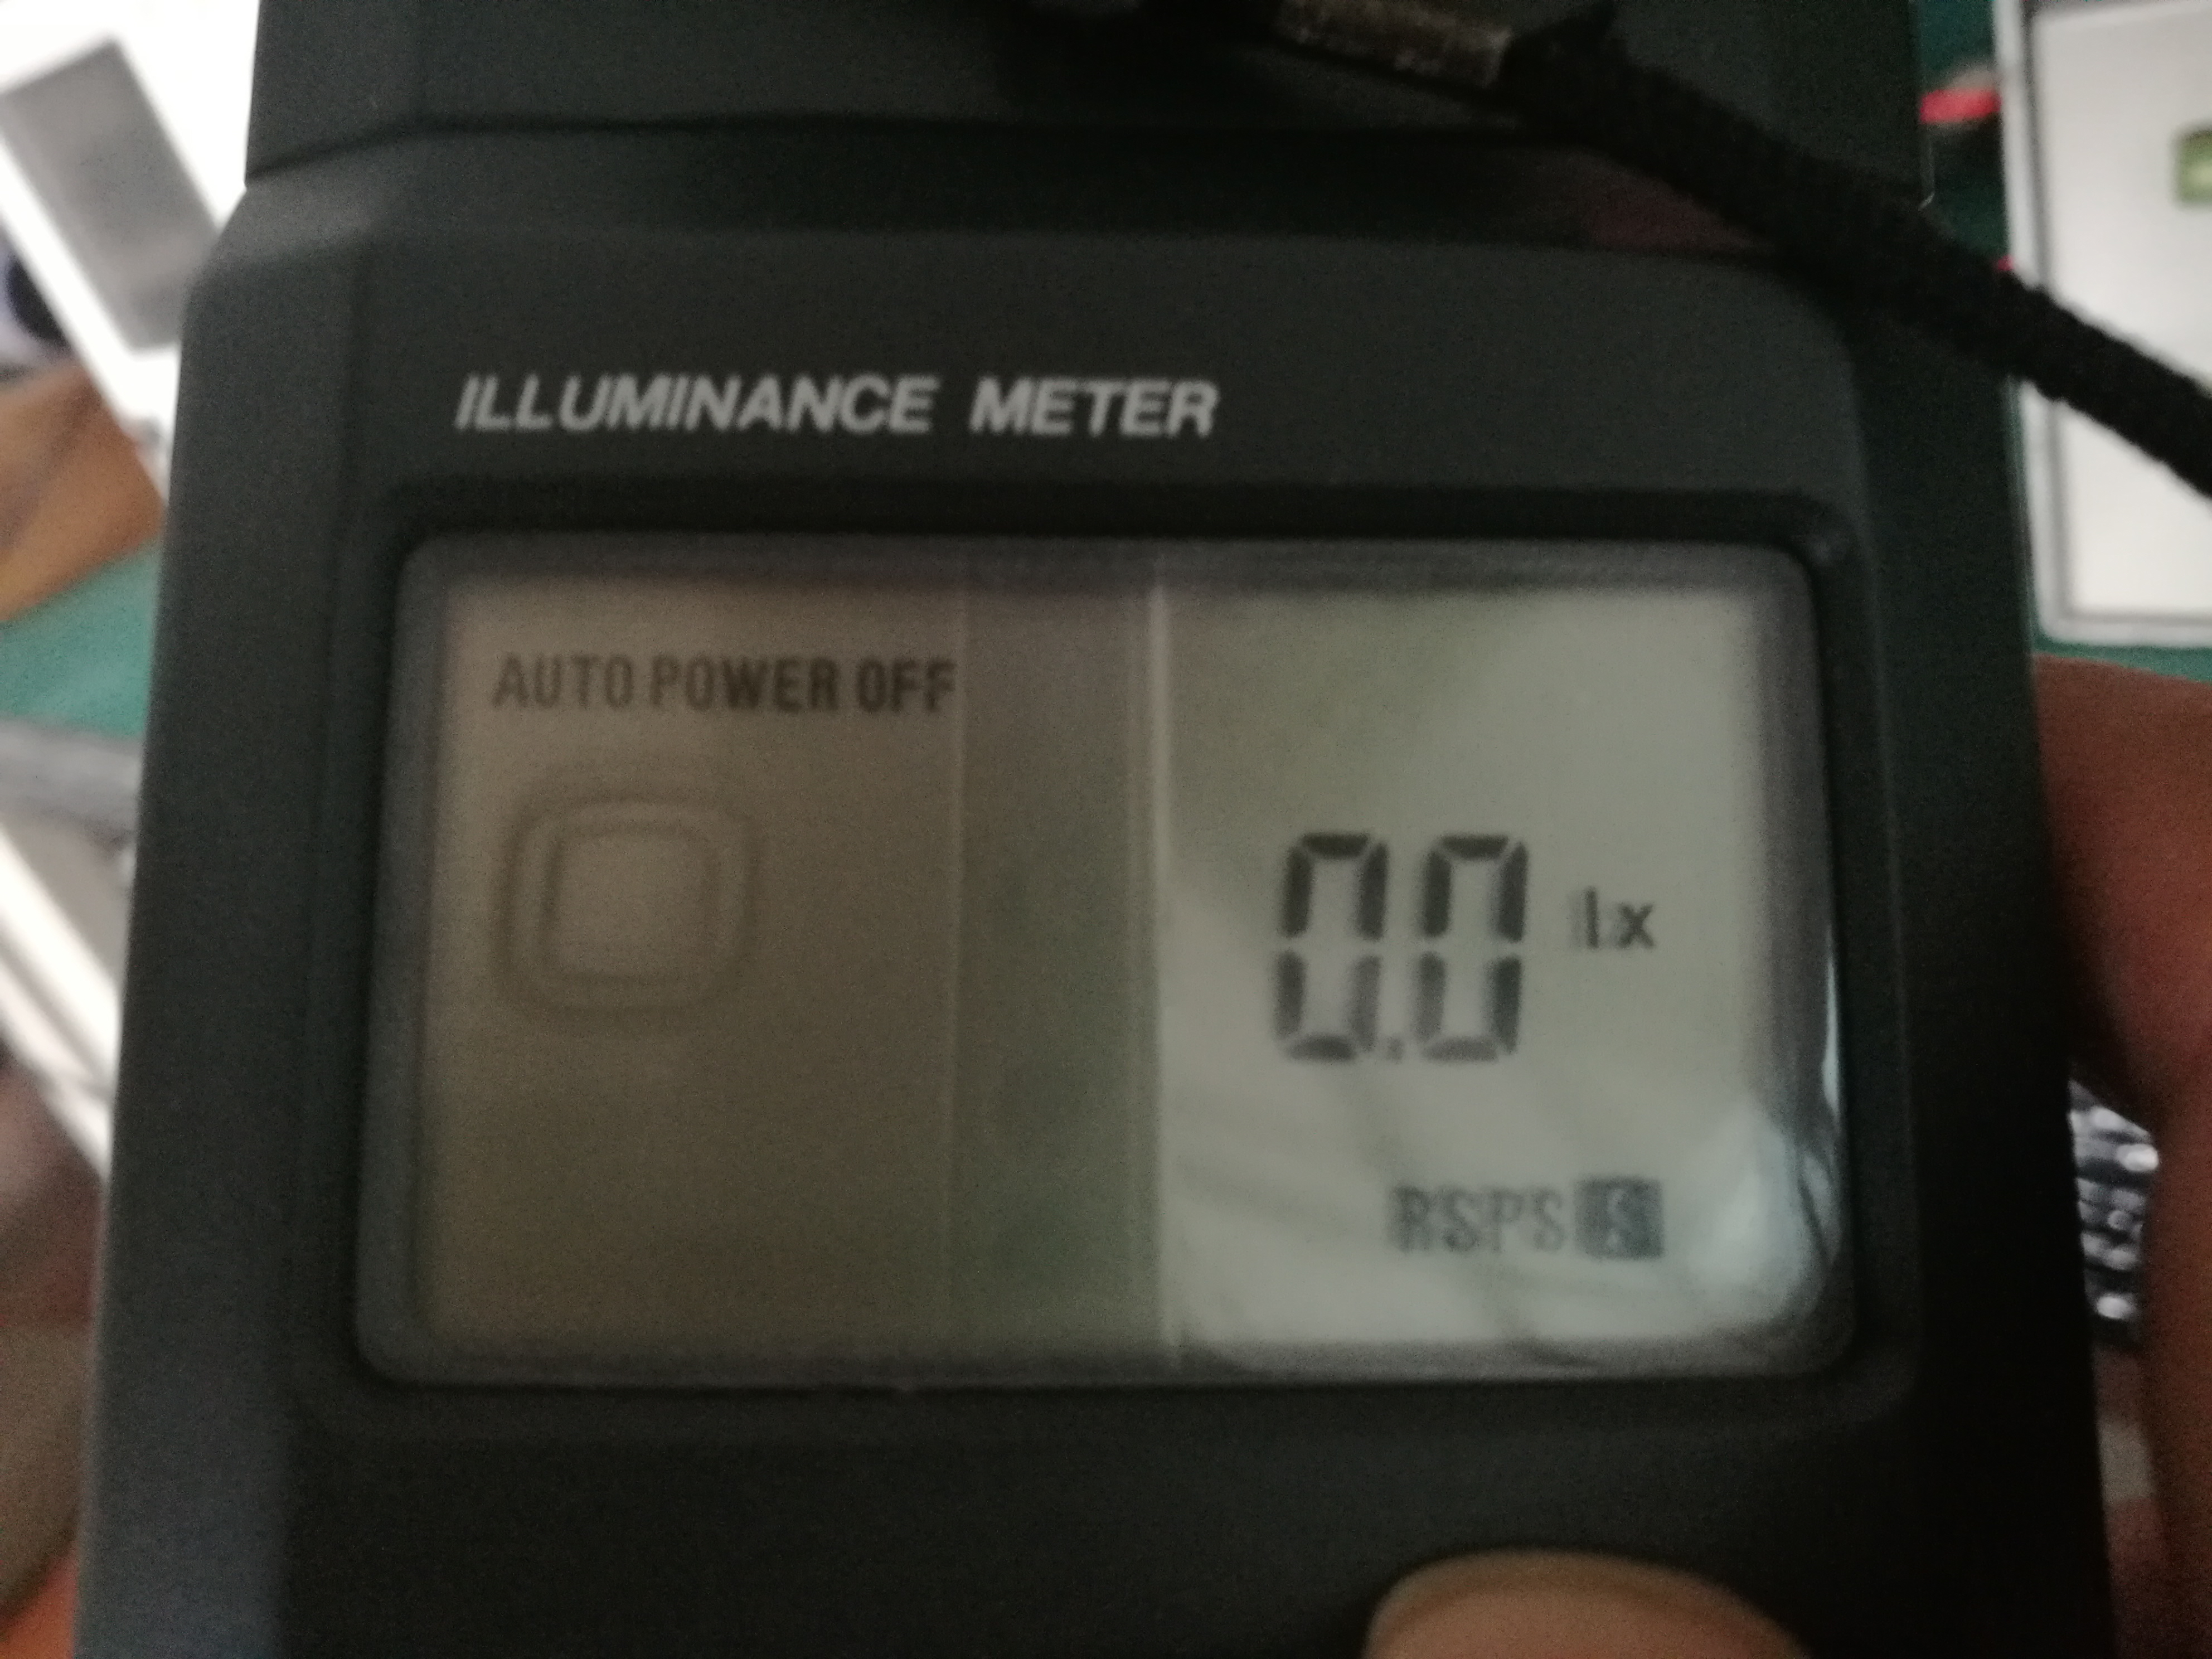 ILLUMINANCE METER
AUTO POWER OFF
0.0 lx
RSPS S